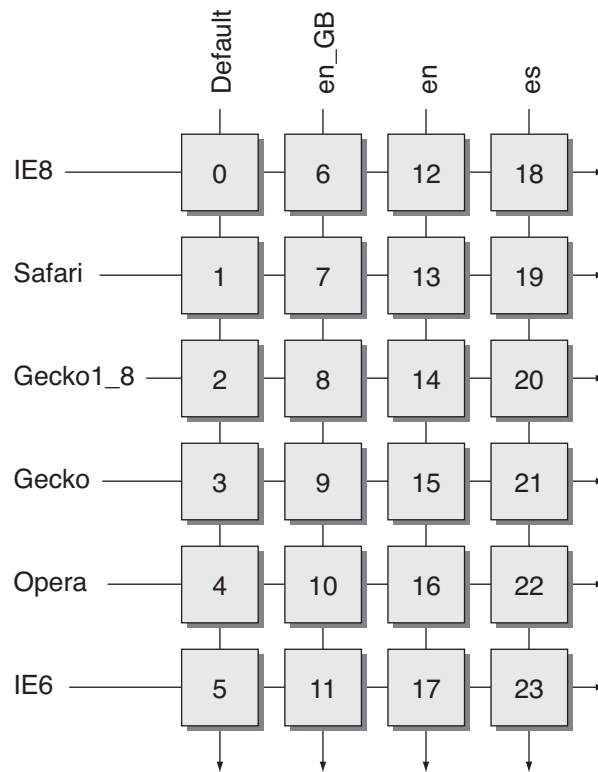 Default en_GB en es
IE8 0 6 12 18
Safari 1 7 13 19
Gecko1_8 2 8 14 20
Gecko 3 9 15 21
Opera 4 10 16 22
IE6 5 11 17 23